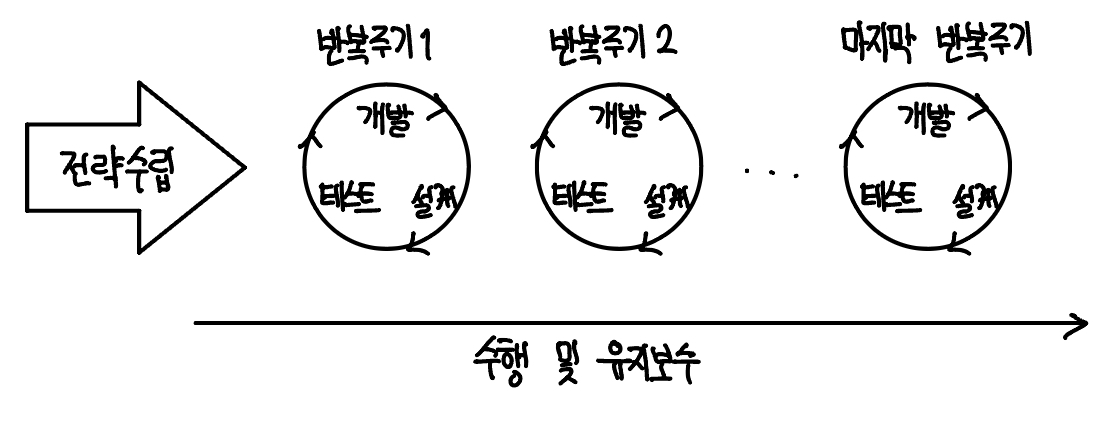 반복주기 1
반복주기 2
마지막 반복주기
전략수립
개발
테스트 설계
개발
테스트 설계
. . .
개발
테스트 설계
수행 및 유지보수